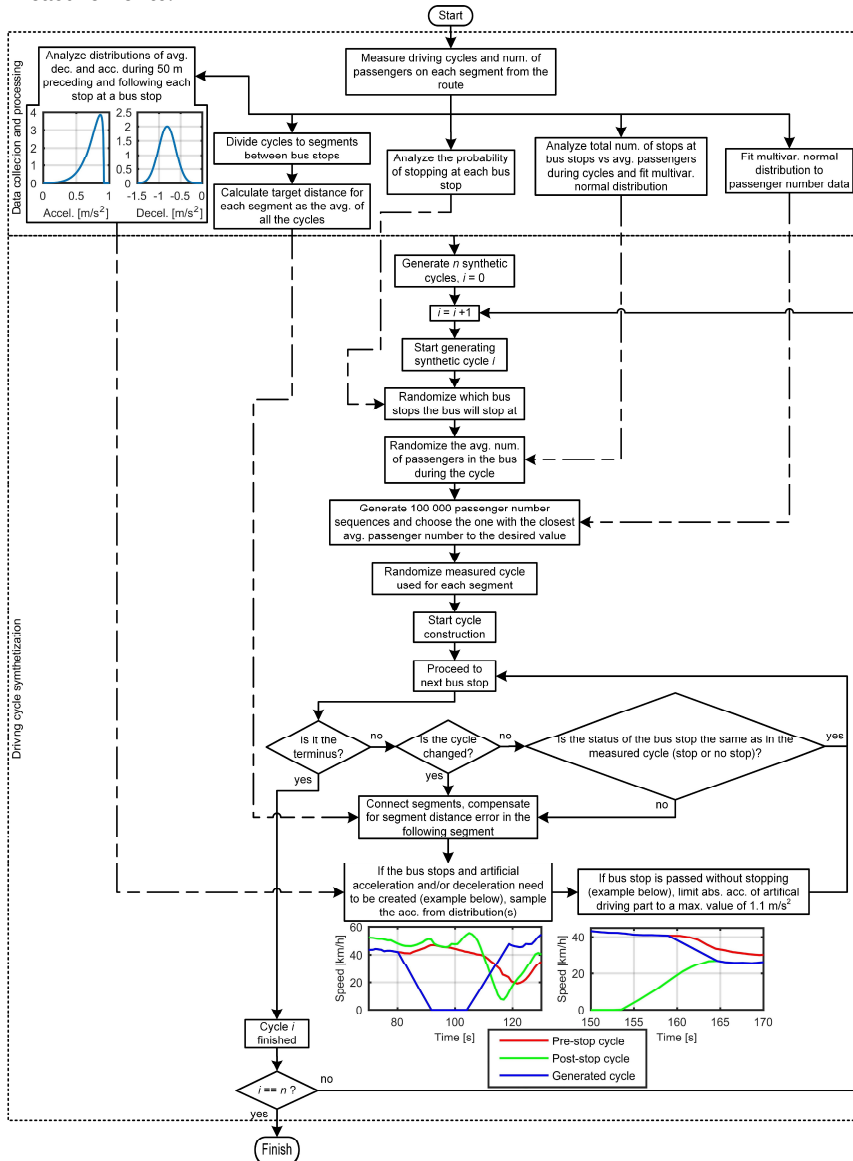 Start
Data collection and processing
Analyze distributions of avg.
dec. and acc. during 50 m
preceding and following each
stop at a bus stop
4
3
2
1
0
0
0.5
1
Accel. [m/s²]
2.5
2
1.5
1
0.5
0
-1.5
-1
-0.5
0
Decel. [m/s²]
Measure driving cycles and num. of
passengers on each segment from the
route
Divide cycles to segments
between bus stops
Calculate target distance for
each segment as the avg. of
all the cycles
Analyze the probability
of stopping at each bus
stop
Analyze total num. of stops at
bus stops vs avg. passengers
during cycles and fit multivar.
normal distribution
Fit multivar. normal
distribution to
passenger number data
Driving cycle synthetization
Generate n synthetic
cycles, i = 0
i = i +1
Start generating
synthetic cycle i
Randomize which bus
stops the bus will stop at
Randomize the avg. num.
of passengers in the bus
during the cycle
Generate 100 000 passenger number
sequences and choose the one with the closest
avg. passenger number to the desired value
Randomize measured cycle
used for each segment
Start cycle
construction
Proceed to
next bus stop
Is it the
terminus?
no
Is the cycle
changed?
no
Is the status of the bus stop the same as in the
measured cycle (stop or no stop)?
yes
yes
yes
no
Connect segments, compensate
for segment distance error in the
following segment
If the bus stops and artificial
acceleration and/or deceleration need
to be created (example below), sample
the acc. from distribution(s)
If bus stop is passed without stopping
(example below), limit abs. acc. of artifical
driving part to a max. value of 1.1 m/s²
Speed [km/h]
60
40
20
0
80
100
120
Time [s]
Speed [km/h]
40
20
0
150
155
160
165
170
Time [s]
Pre-stop cycle
Post-stop cycle
Generated cycle
Cycle i
finished
i == n ?
no
yes
Finish